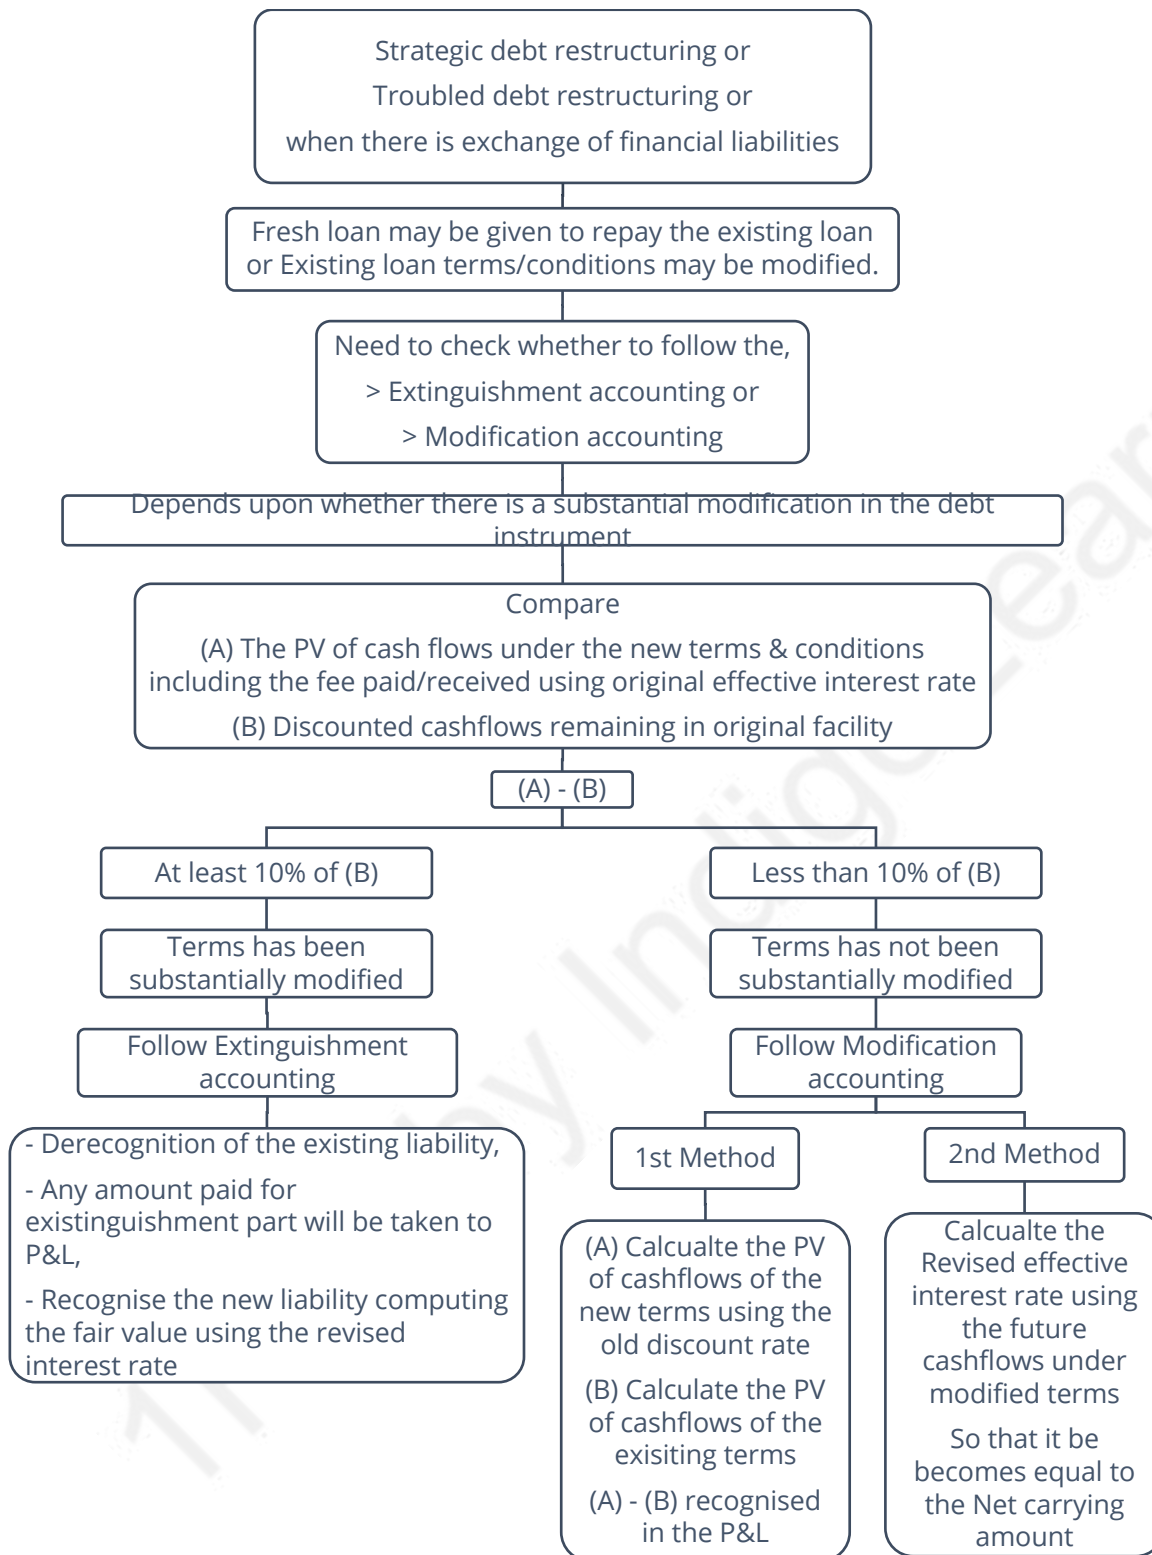 Strategic debt restructuring or
Troubled debt restructuring or
when there is exchange of financial liabilities
Fresh loan may be given to repay the existing loan
or Existing loan terms/conditions may be modified.
Need to check whether to follow the,
> Extinguishment accounting or
> Modification accounting
Depends upon whether there is a substantial modification in the debt
instrument
Compare
(A) The PV of cash flows under the new terms & conditions
including the fee paid/received using original effective interest rate
(B) Discounted cashflows remaining in original facility
(A) - (B)
At least 10% of (B)
Terms has been
substantially modified
Follow Extinguishment
accounting
- Derecognition of the existing liability,
- Any amount paid for
existinguishment part will be taken to
P&L,
- Recognise the new liability computing
the fair value using the revised
interest rate
Less than 10% of (B)
Terms has not been
substantially modified
Follow Modification
accounting
1st Method
(A) Calcualte the PV
of cashflows of the
new terms using the
old discount rate
(B) Calculate the PV
of cashflows of the
exisiting terms
(A) - (B) recognised
in the P&L
2nd Method
Calcualte the
Revised effective
interest rate using
the future
cashflows under
modified terms
So that it be
becomes equal to
the Net carrying
amount
by Indigo Lear